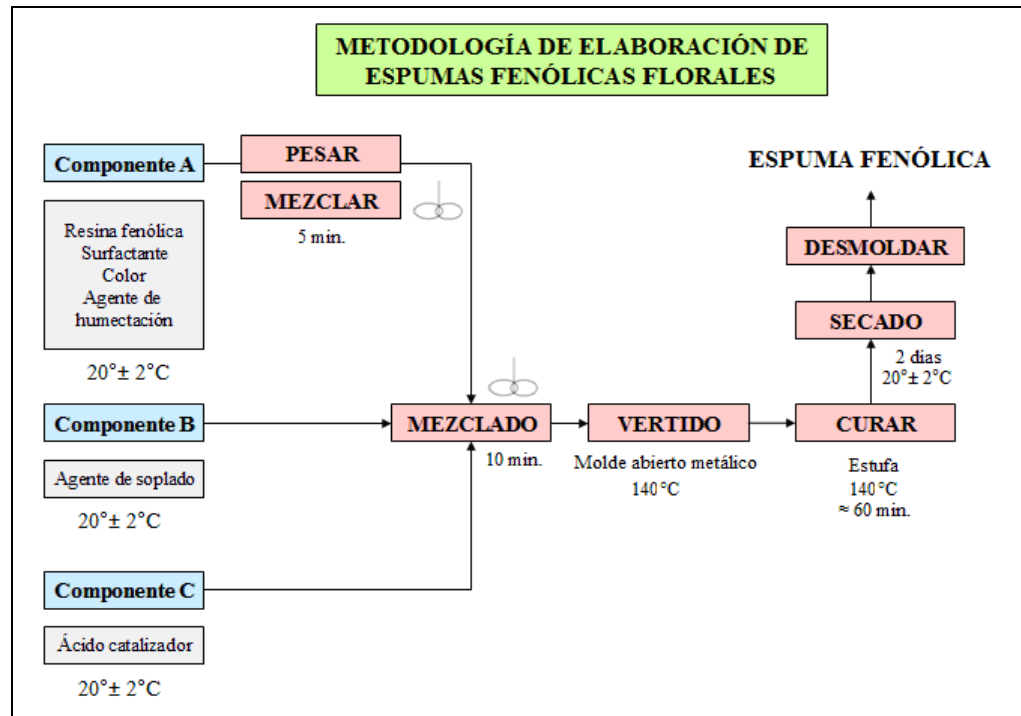 METODOLOGÍA DE ELABORACIÓN DE
ESPUMAS FENÓLICAS FLORALES
Componente A
PESAR
MEZCLAR
5 min.
Resina fenólica
Surfactante
Color
Agente de
humectación
20°± 2°C
Componente B
Agente de soplado
20°± 2°C
Componente C
Ácido catalizador
20°± 2°C
MEZCLADO
10 min.
VERTIDO
Molde abierto metálico
140°C
CURAR
Estufa
140°C
≈ 60 min.
SECADO
2 días
20°± 2°C
DESMOLDAR
ESPUMA FENÓLICA